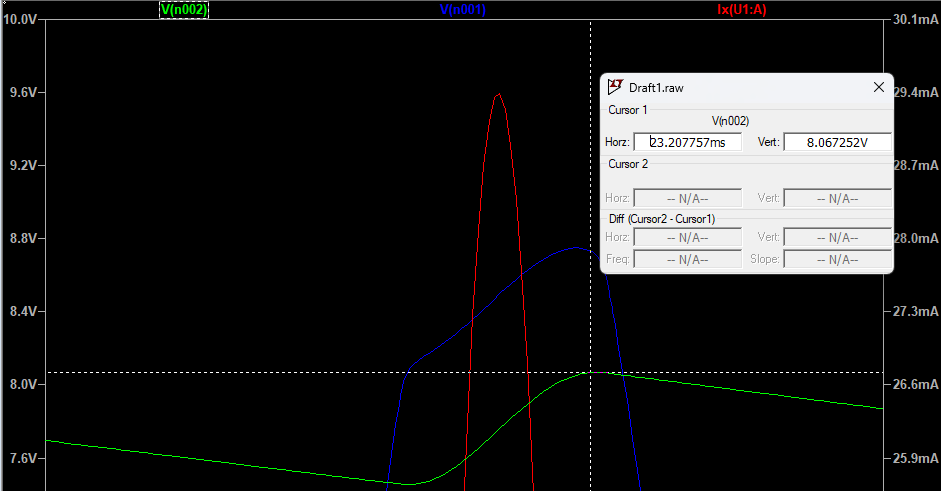 V(n002) V(n001) Ix(U1:A)
10.0V 30.1mA
Draft1.raw
9.6V 29.4mA
Cursor 1
V(n002)
Horz: 23.207757ms Vert: 8.067252V
9.2V 28.7mA
Cursor 2
Horz: -- N/A-- Vert: -- N/A--
Diff (Cursor2 - Cursor1)
8.8V 28.0mA
Horz: -- N/A-- Vert: -- N/A--
Freq: -- N/A-- Slope: -- N/A--
8.4V 27.3mA
8.0V 26.6mA
7.6V 25.9mA